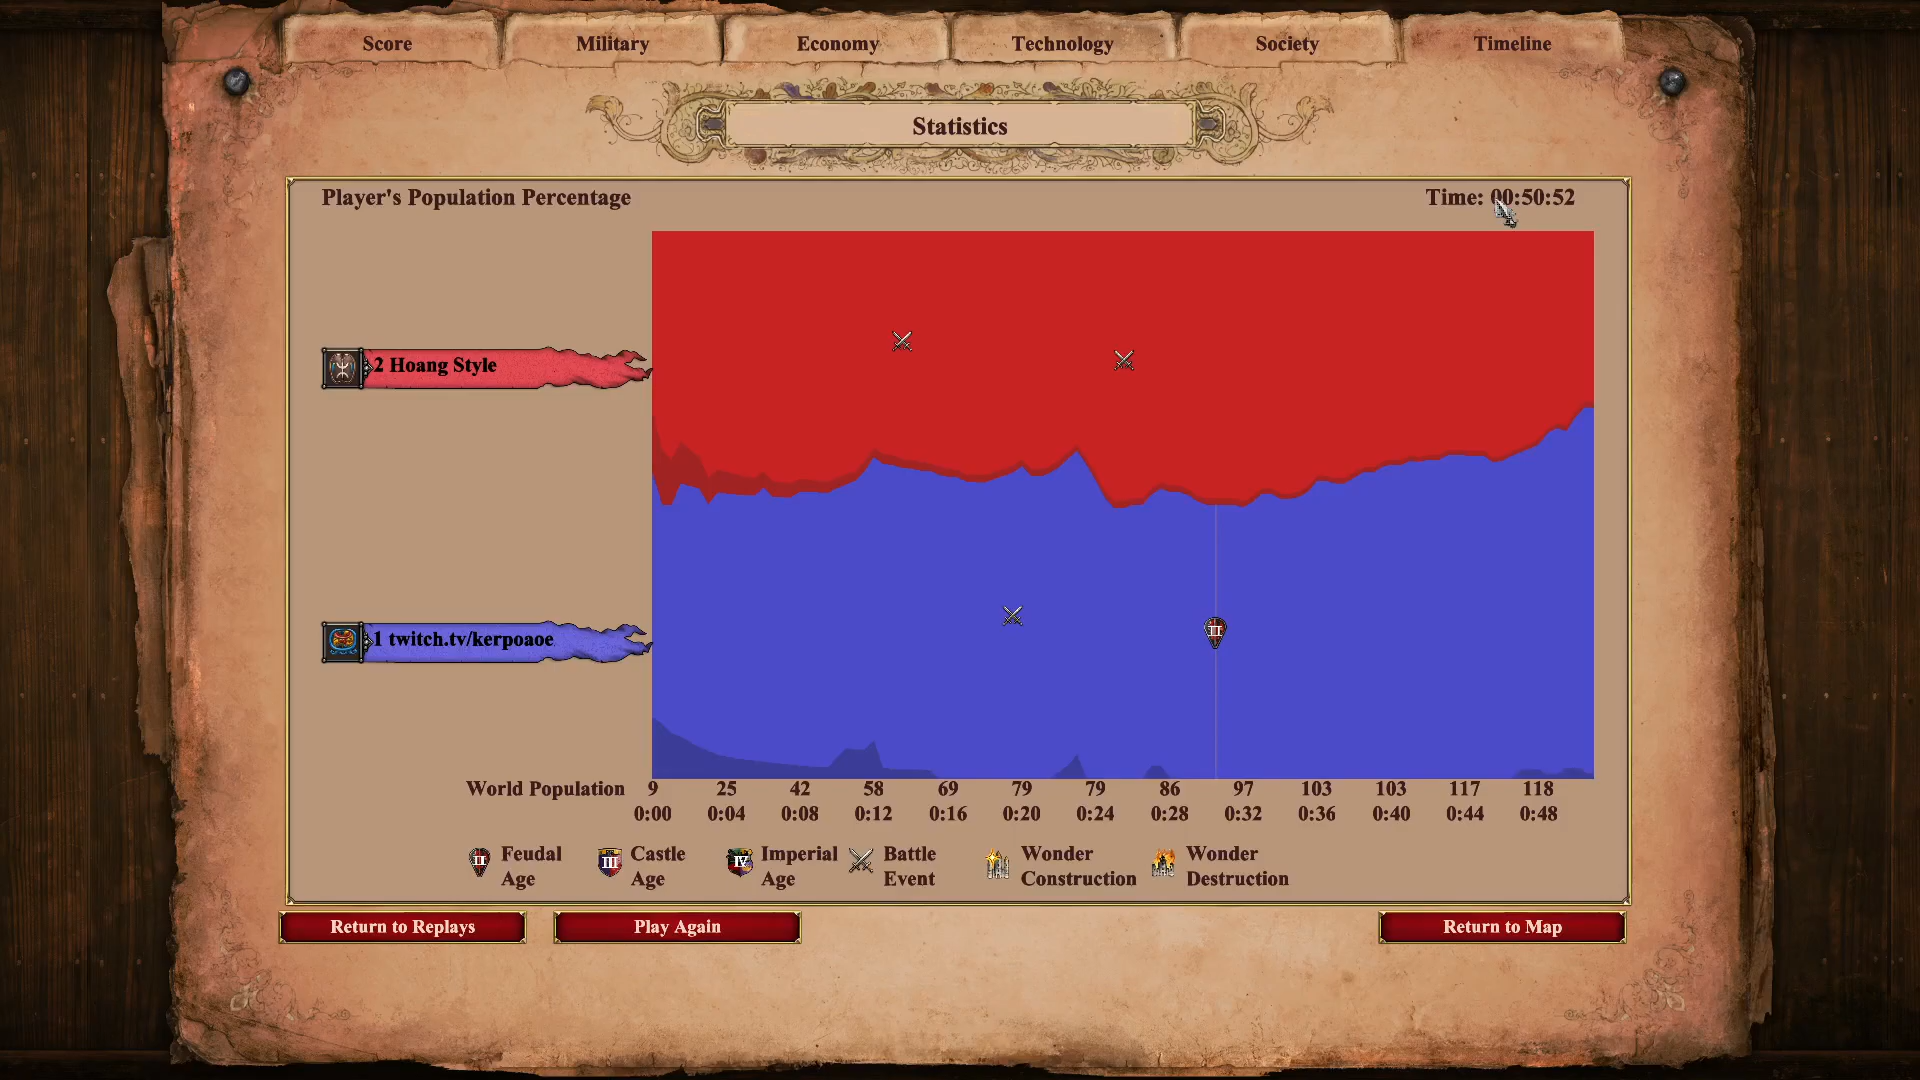 Score Military Economy Technology Society Timeline
Statistics
Player's Population Percentage
Time: 00:50:52
2 Hoang Style
1 twitch.tv/kerpoaoe
World Population 9 25 42 58 69 79 79 86 97 103 103 117 118
0:00 0:04 0:08 0:12 0:16 0:20 0:24 0:28 0:32 0:36 0:40 0:44 0:48
II Feudal Age
III Castle Age
IV Imperial Age
Battle Event
Wonder Construction
Wonder Destruction
II
Return to Replays Play Again Return to Map